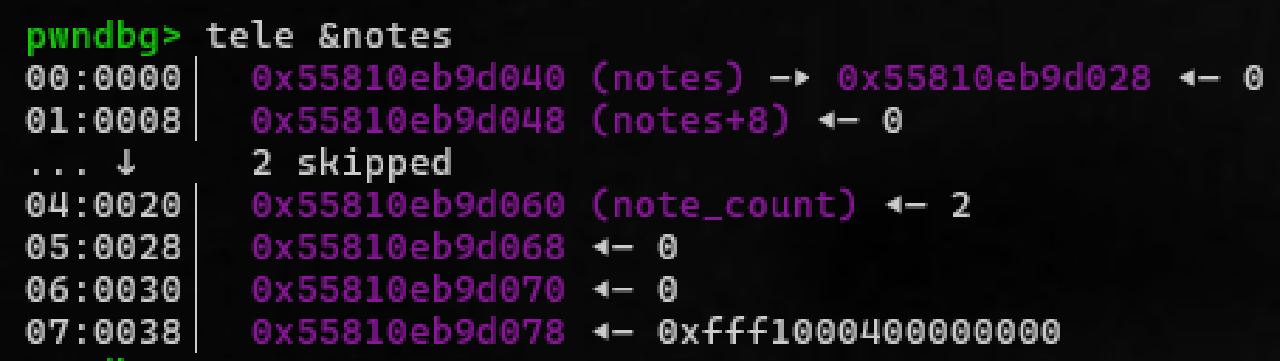 pwndbg> tele &notes
00:0000│  0x55810eb9d040 (notes) —▸ 0x55810eb9d028 ◂— 0
01:0008│  0x55810eb9d048 (notes+8) ◂— 0
... ↓     2 skipped
04:0020│  0x55810eb9d060 (note_count) ◂— 2
05:0028│  0x55810eb9d068 ◂— 0
06:0030│  0x55810eb9d070 ◂— 0
07:0038│  0x55810eb9d078 ◂— 0xfff1000400000000